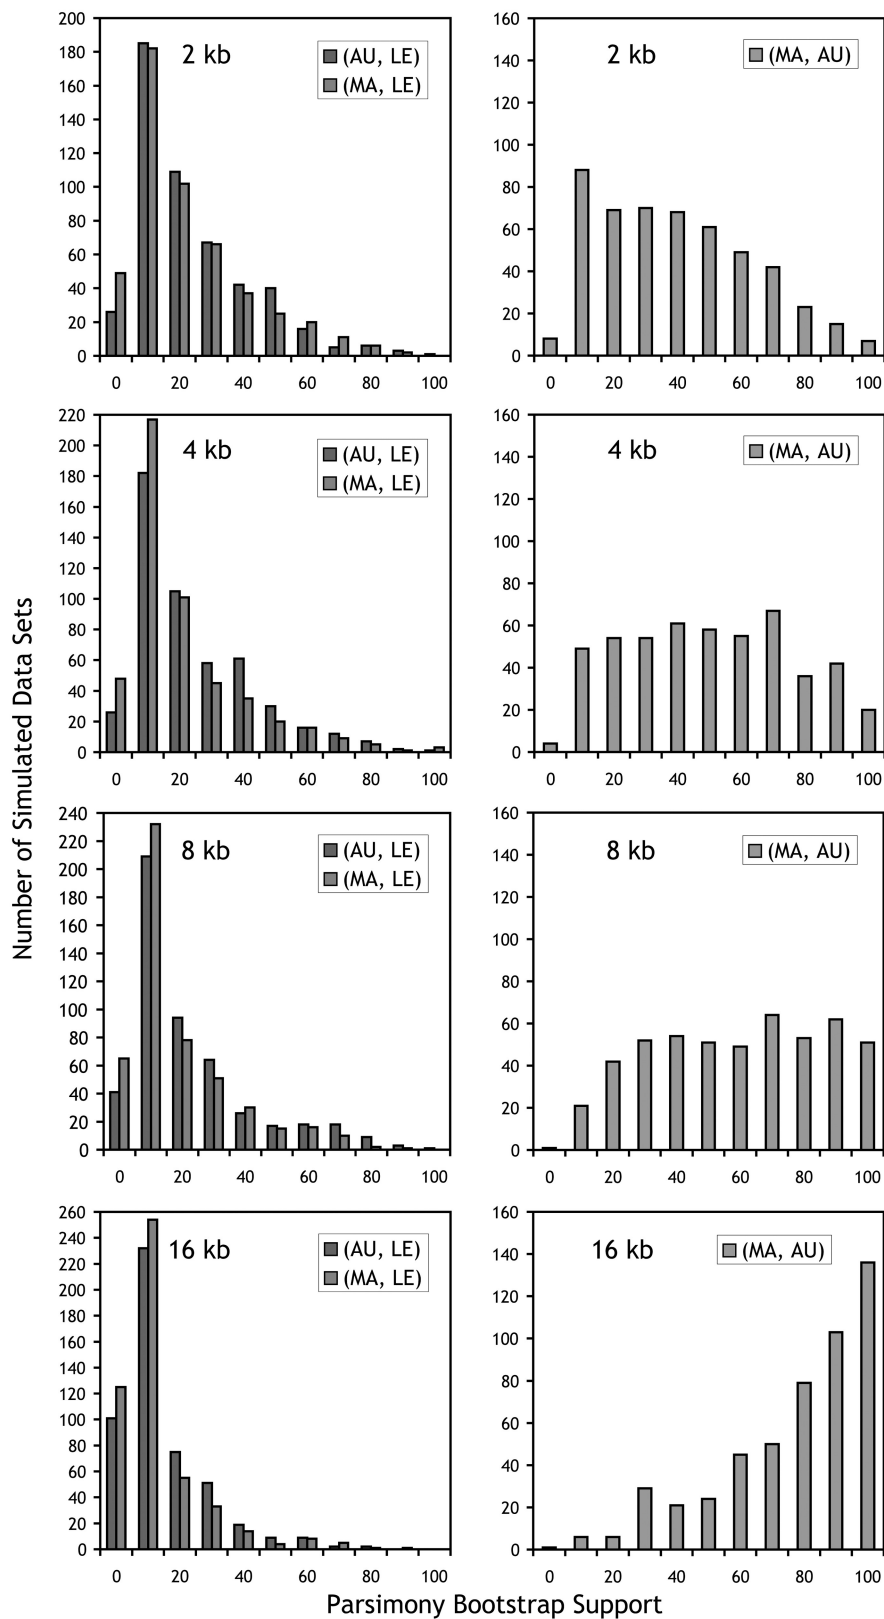 Number of Simulated Data Sets
200
180
160
140
120
100
80
60
40
20
0
2 kb
(AU, LE)
(MA, LE)
0 20 40 60 80 100
160
140
120
100
80
60
40
20
0
2 kb
(MA, AU)
0 20 40 60 80 100
220
200
180
160
140
120
100
80
60
40
20
0
4 kb
(AU, LE)
(MA, LE)
0 20 40 60 80 100
160
140
120
100
80
60
40
20
0
4 kb
(MA, AU)
0 20 40 60 80 100
240
220
200
180
160
140
120
100
80
60
40
20
0
8 kb
(AU, LE)
(MA, LE)
0 20 40 60 80 100
160
140
120
100
80
60
40
20
0
8 kb
(MA, AU)
0 20 40 60 80 100
260
240
220
200
180
160
140
120
100
80
60
40
20
0
16 kb
(AU, LE)
(MA, LE)
0 20 40 60 80 100
160
140
120
100
80
60
40
20
0
16 kb
(MA, AU)
0 20 40 60 80 100
Parsimony Bootstrap Support